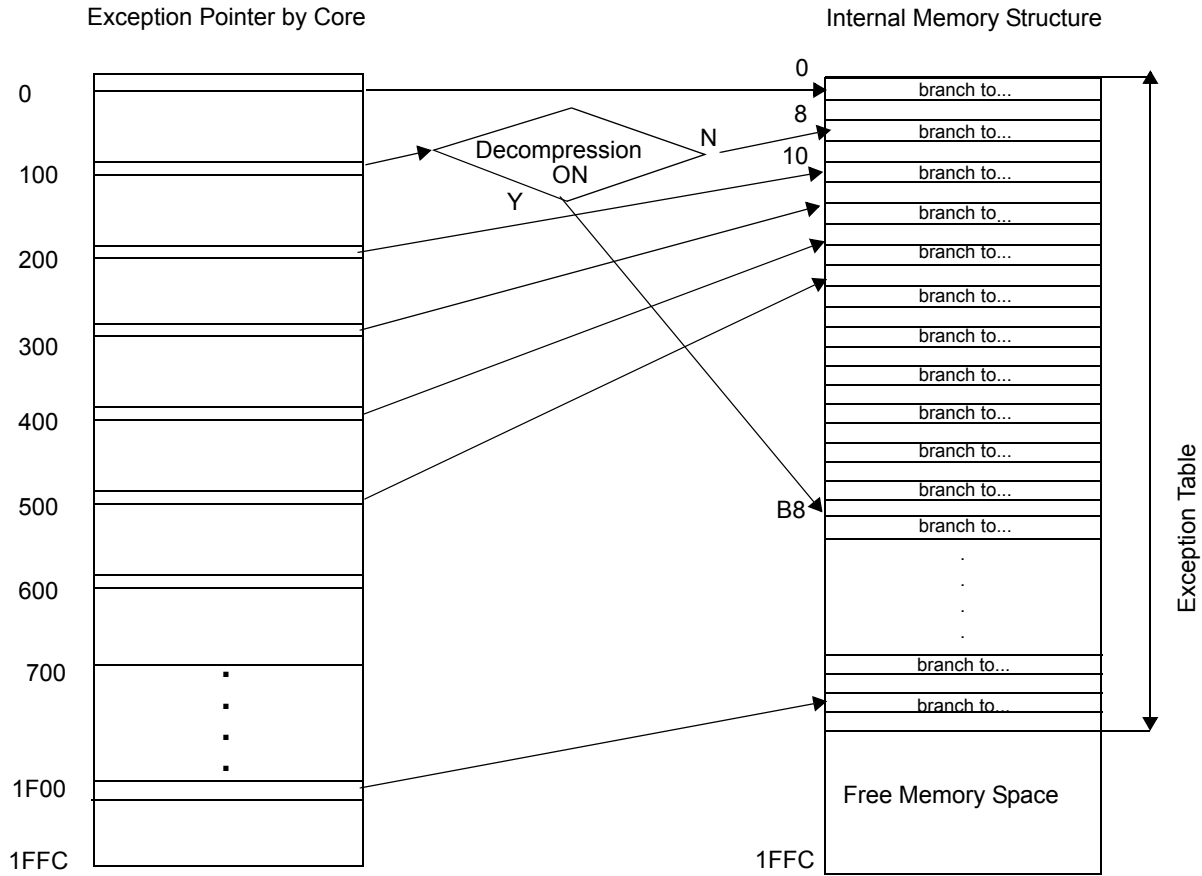 Exception Pointer by Core
0
100
200
300
400
500
600
700
.
.
.
.
1F00
1FFC
Decompression
ON
N
Y
Internal Memory Structure
0
8
10
B8
1FFC
branch to...
branch to...
branch to...
branch to...
branch to...
branch to...
branch to...
branch to...
branch to...
branch to...
branch to...
branch to...
.
.
.
.
branch to...
branch to...
Free Memory Space
Exception Table